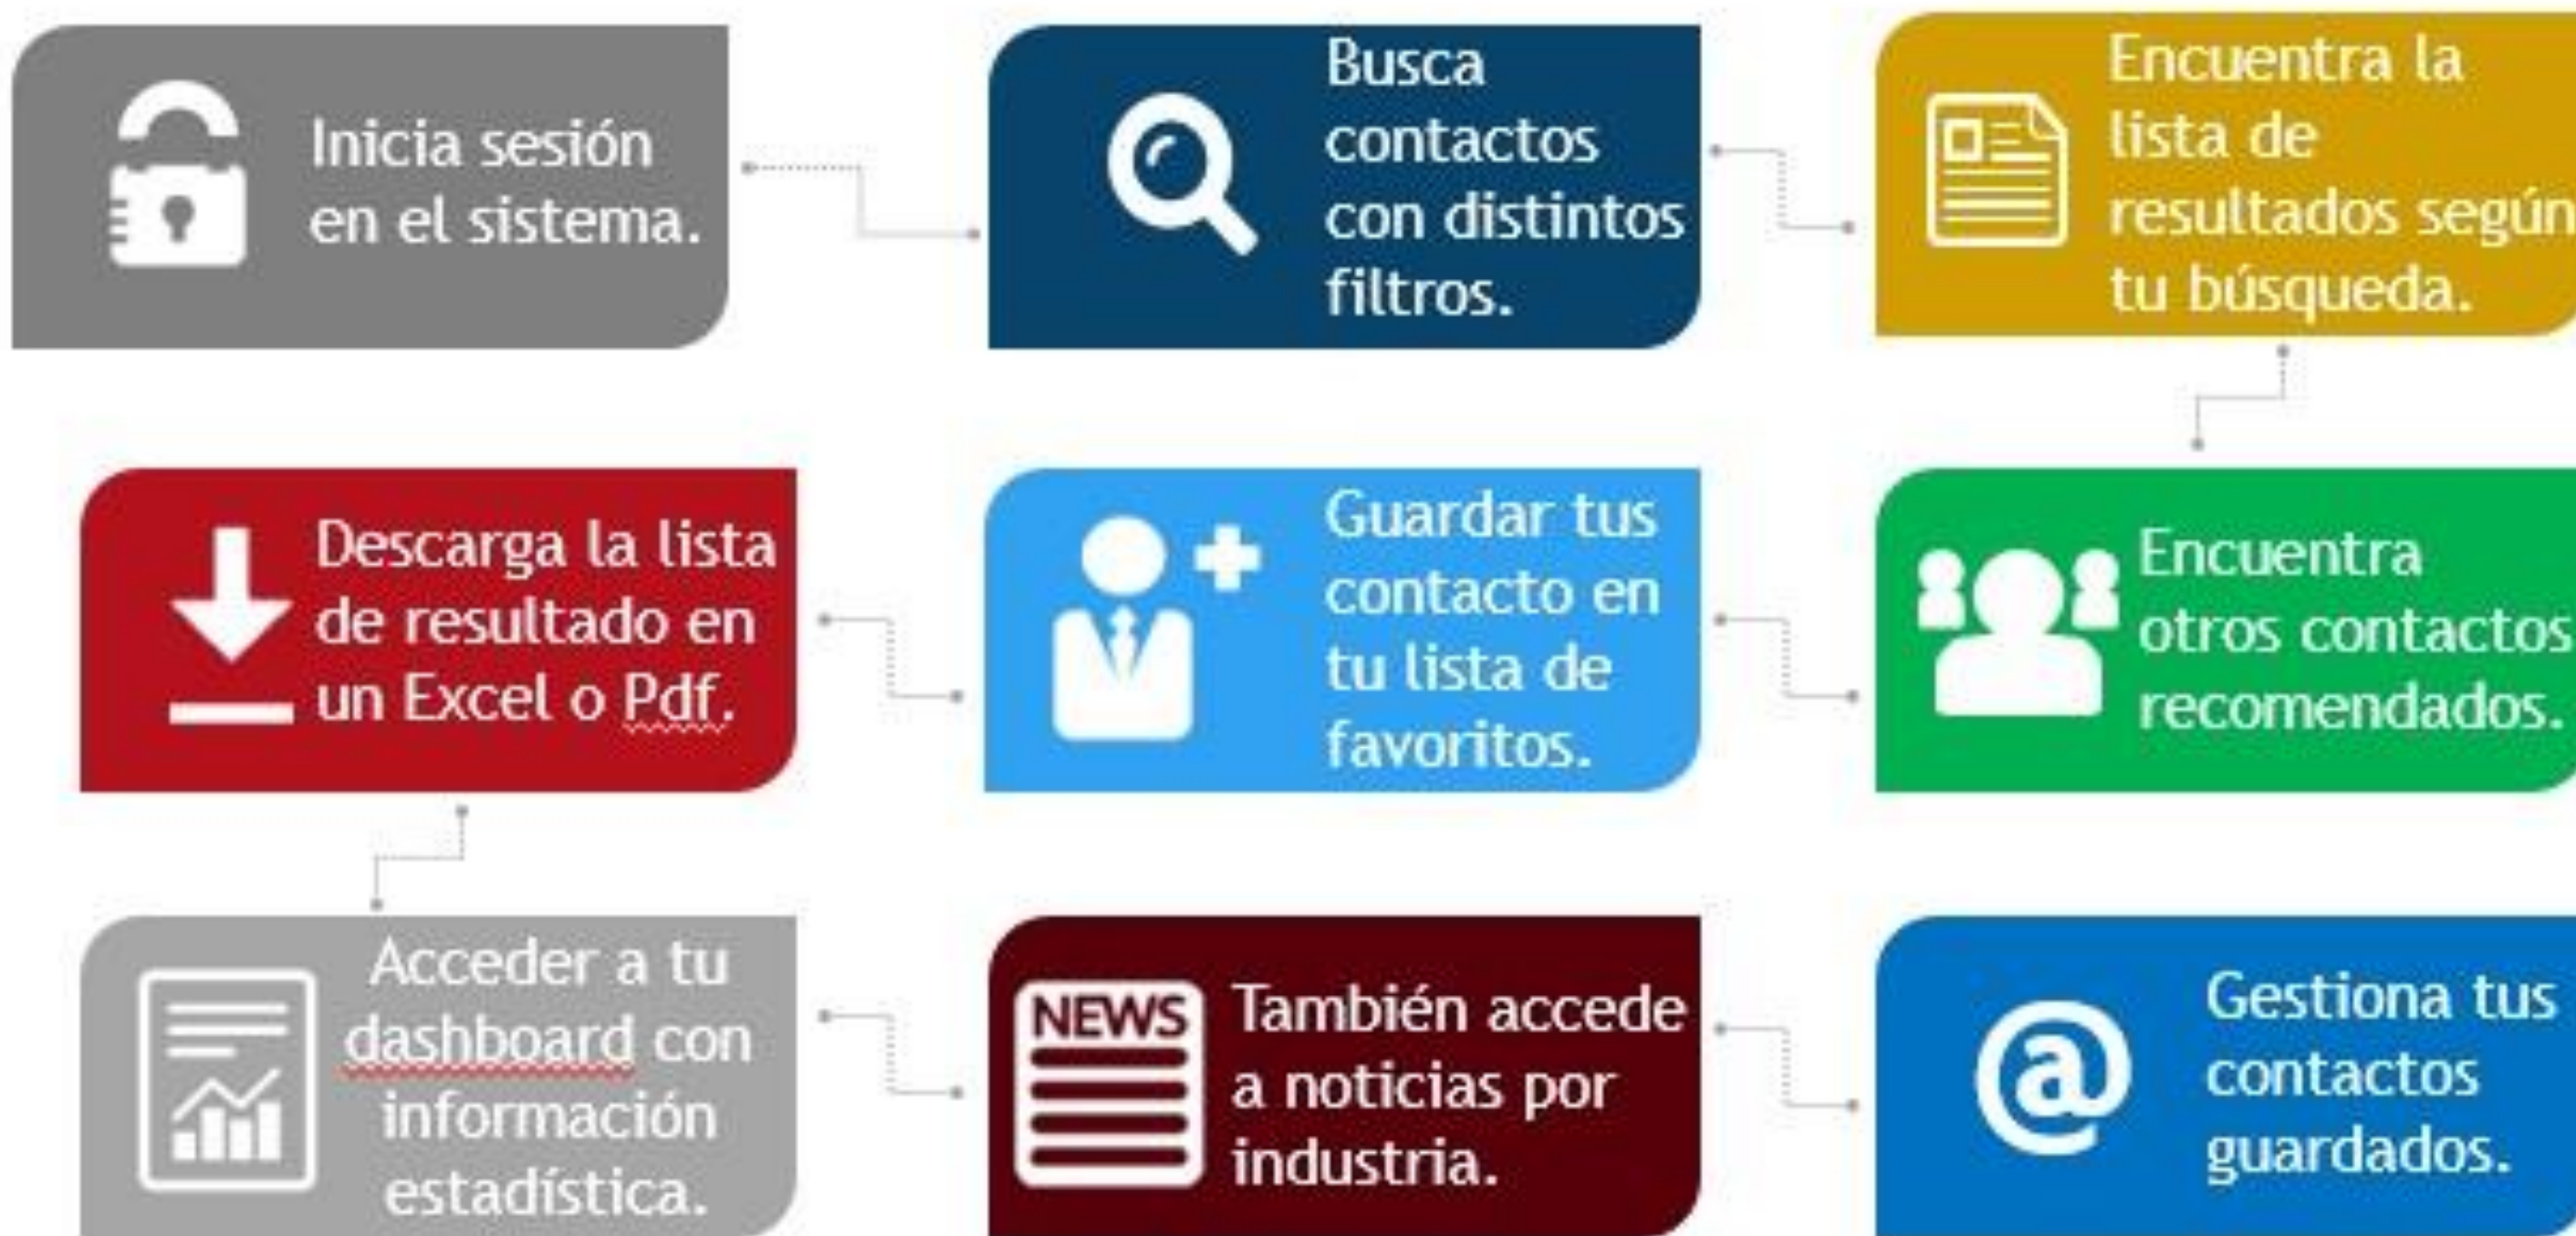 Inicia sesión
en el sistema.
Busca
contactos
con distintos
filtros.
Encuentra la
lista de
resultados según
tu búsqueda.
Encuentra
otros contactos
recomendados.
Guardar tus
contacto en
tu lista de
favoritos.
Descarga la lista
de resultado en
un Excel o Pdf.
Acceder a tu
dashboard con
información
estadística.
NEWS
También accede
a noticias por
industria.
Gestiona tus
contactos
guardados.